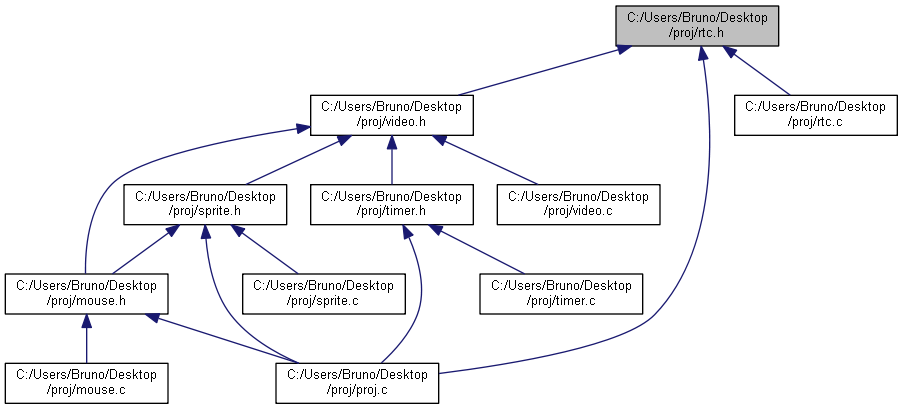 C:/Users/Bruno/Desktop
/proj/rtc.h
C:/Users/Bruno/Desktop
/proj/video.h
C:/Users/Bruno/Desktop
/proj/rtc.c
C:/Users/Bruno/Desktop
/proj/sprite.h
C:/Users/Bruno/Desktop
/proj/timer.h
C:/Users/Bruno/Desktop
/proj/video.c
C:/Users/Bruno/Desktop
/proj/mouse.h
C:/Users/Bruno/Desktop
/proj/sprite.c
C:/Users/Bruno/Desktop
/proj/timer.c
C:/Users/Bruno/Desktop
/proj/mouse.c
C:/Users/Bruno/Desktop
/proj/proj.c